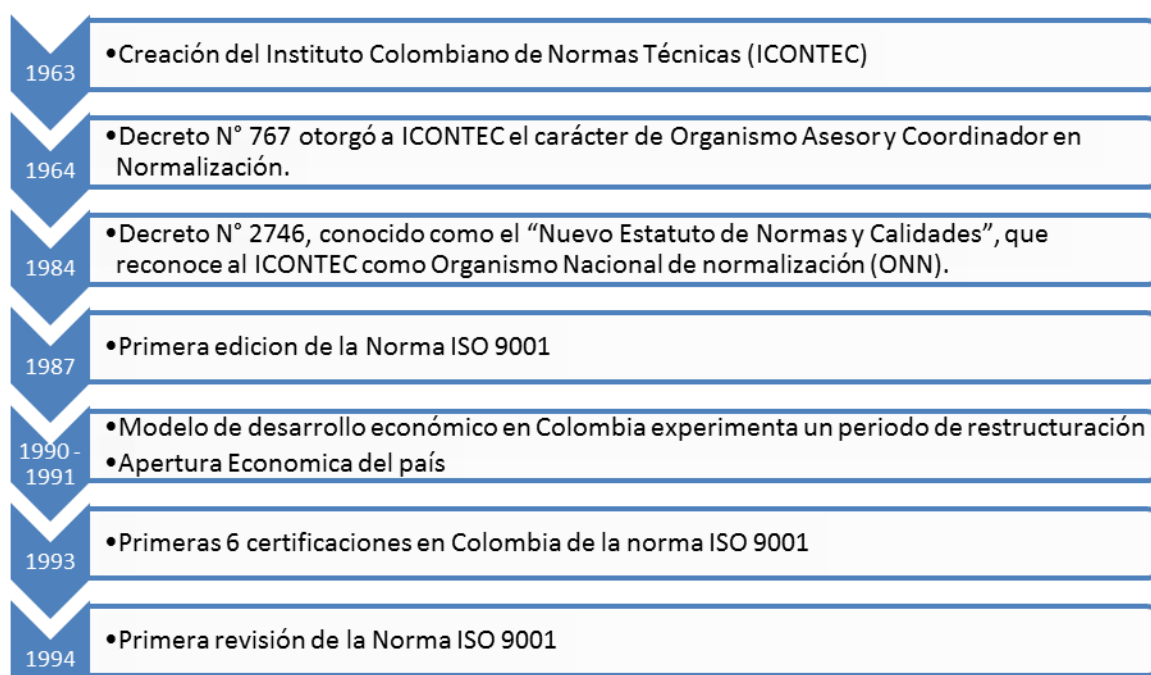 1963
•Creación del Instituto Colombiano de Normas Técnicas (ICONTEC)
1964
•Decreto N° 767 otorgó a ICONTEC el carácter de Organismo Asesor y Coordinador en
Normalización.
1984
•Decreto N° 2746, conocido como el “Nuevo Estatuto de Normas y Calidades”, que
reconoce al ICONTEC como Organismo Nacional de normalización (ONN).
1987
•Primera edicion de la Norma ISO 9001
1990 -
1991
•Modelo de desarrollo económico en Colombia experimenta un periodo de restructuración
•Apertura Economica del país
1993
•Primeras 6 certificaciones en Colombia de la norma ISO 9001
1994
•Primera revisión de la Norma ISO 9001